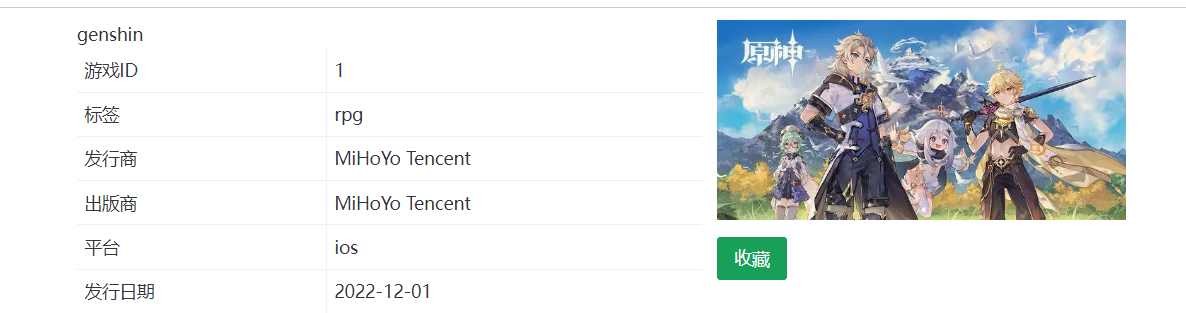 genshin
游戏ID 1
标签 rpg
发行商 MiHoYo Tencent
出版商 MiHoYo Tencent
平台 ios
发行日期 2022-12-01
原神
收藏